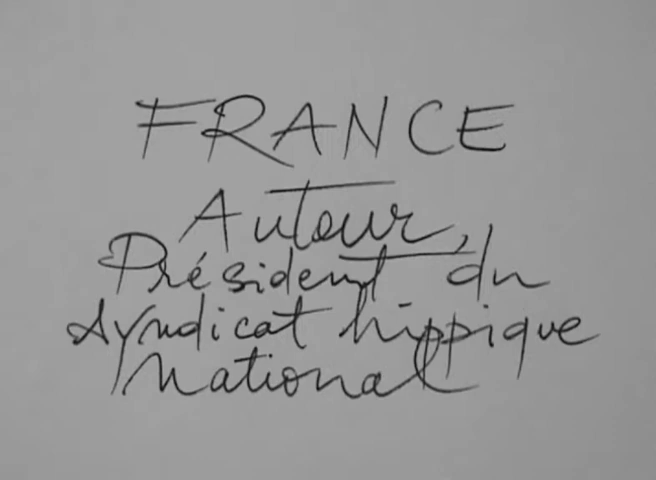 FRANCE
Autour,
Président du
Syndicat hippique
National